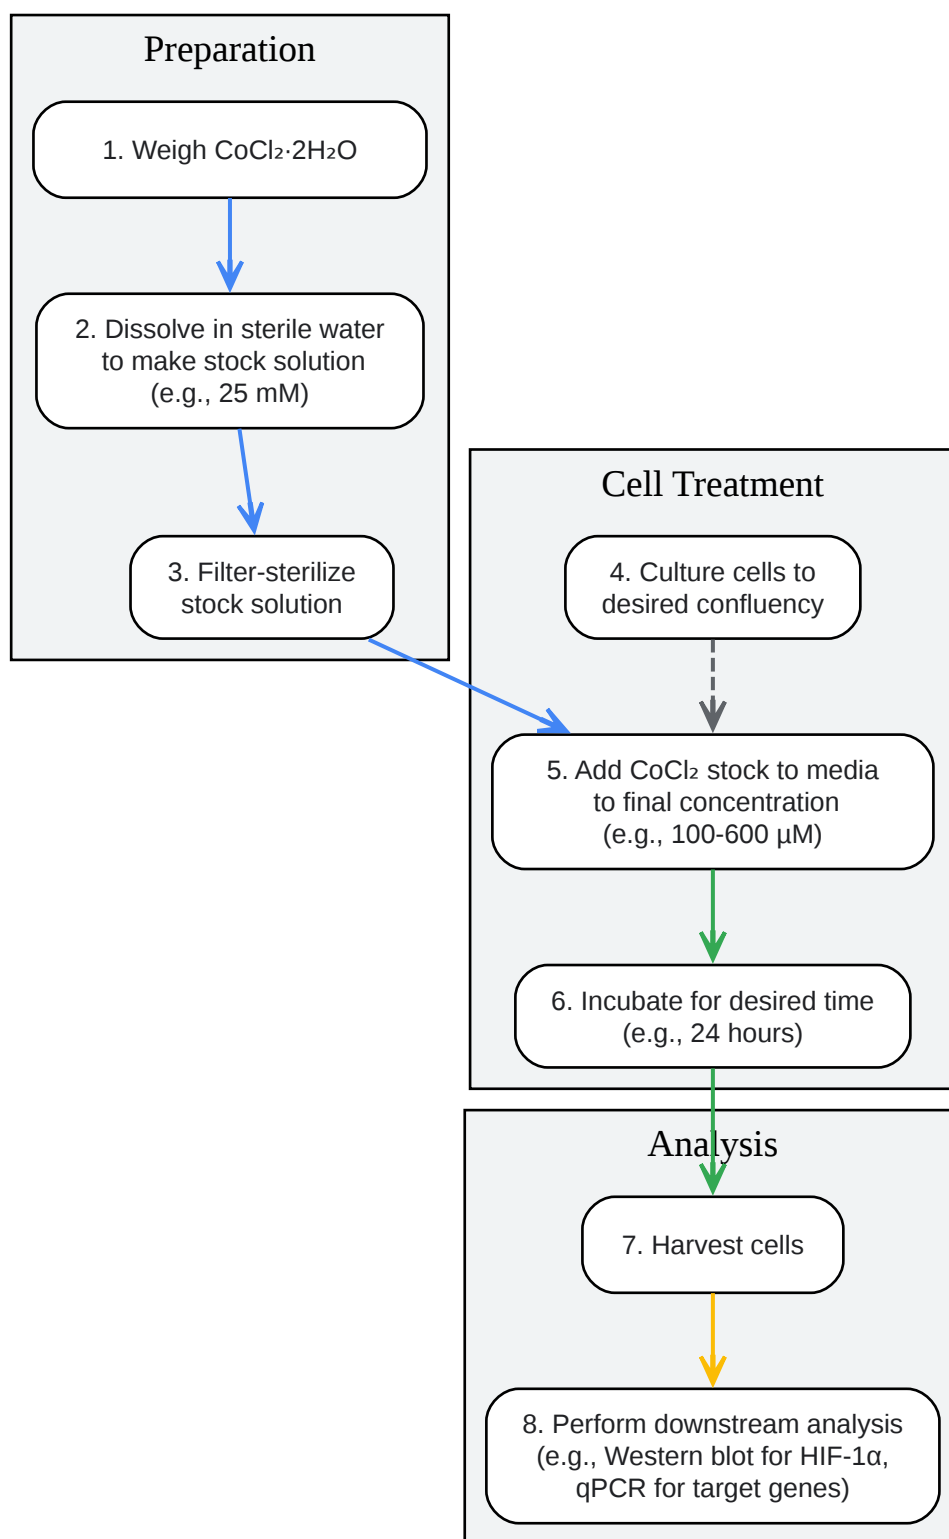 Preparation
1. Weigh CoCl₂·2H₂O
2. Dissolve in sterile water
to make stock solution
(e.g., 25 mM)
3. Filter-sterilize
stock solution
Cell Treatment
4. Culture cells to
desired confluency
5. Add CoCl₂ stock to media
to final concentration
(e.g., 100-600 µM)
6. Incubate for desired time
(e.g., 24 hours)
Analysis
7. Harvest cells
8. Perform downstream analysis
(e.g., Western blot for HIF-1α,
qPCR for target genes)